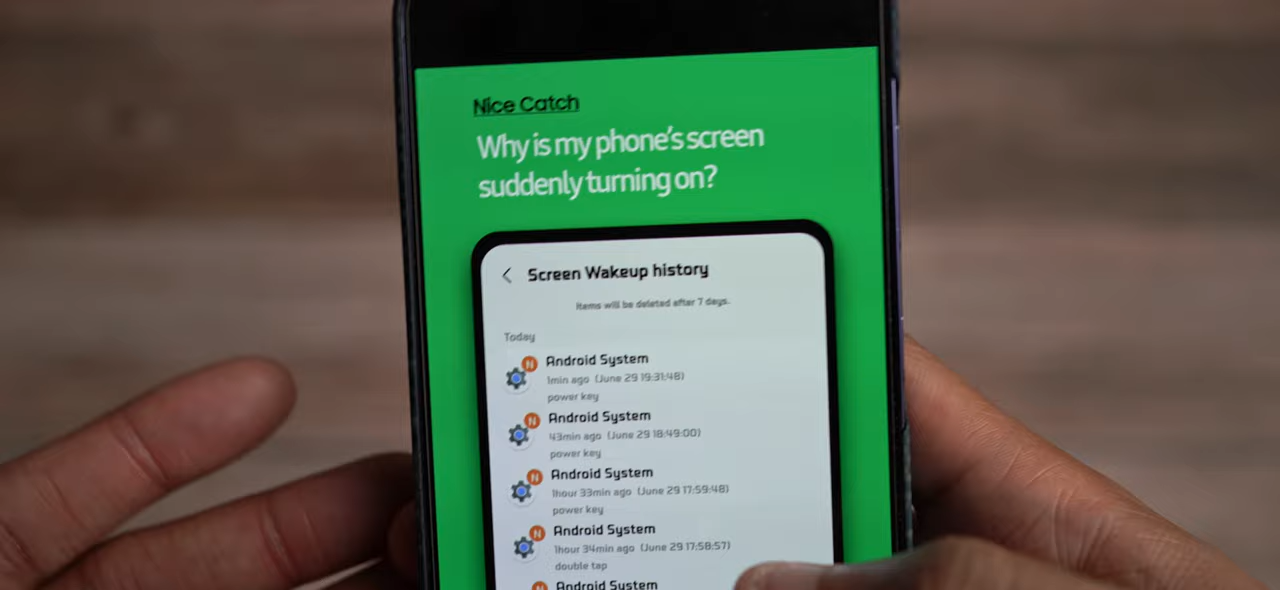 Nice Catch
Why is my phone's screen
suddenly turning on?
Screen Wakeup history
Items will be deleted after 7 days.
Today
N
Android System
1min ago (June 29 19:31:48)
power key
N
Android System
43min ago (June 29 18:49:00)
power key
N
Android System
1hour 33min ago (June 29 17:59:48)
power key
N
Android System
1hour 34min ago (June 29 17:58:57)
double tap
N
Android System